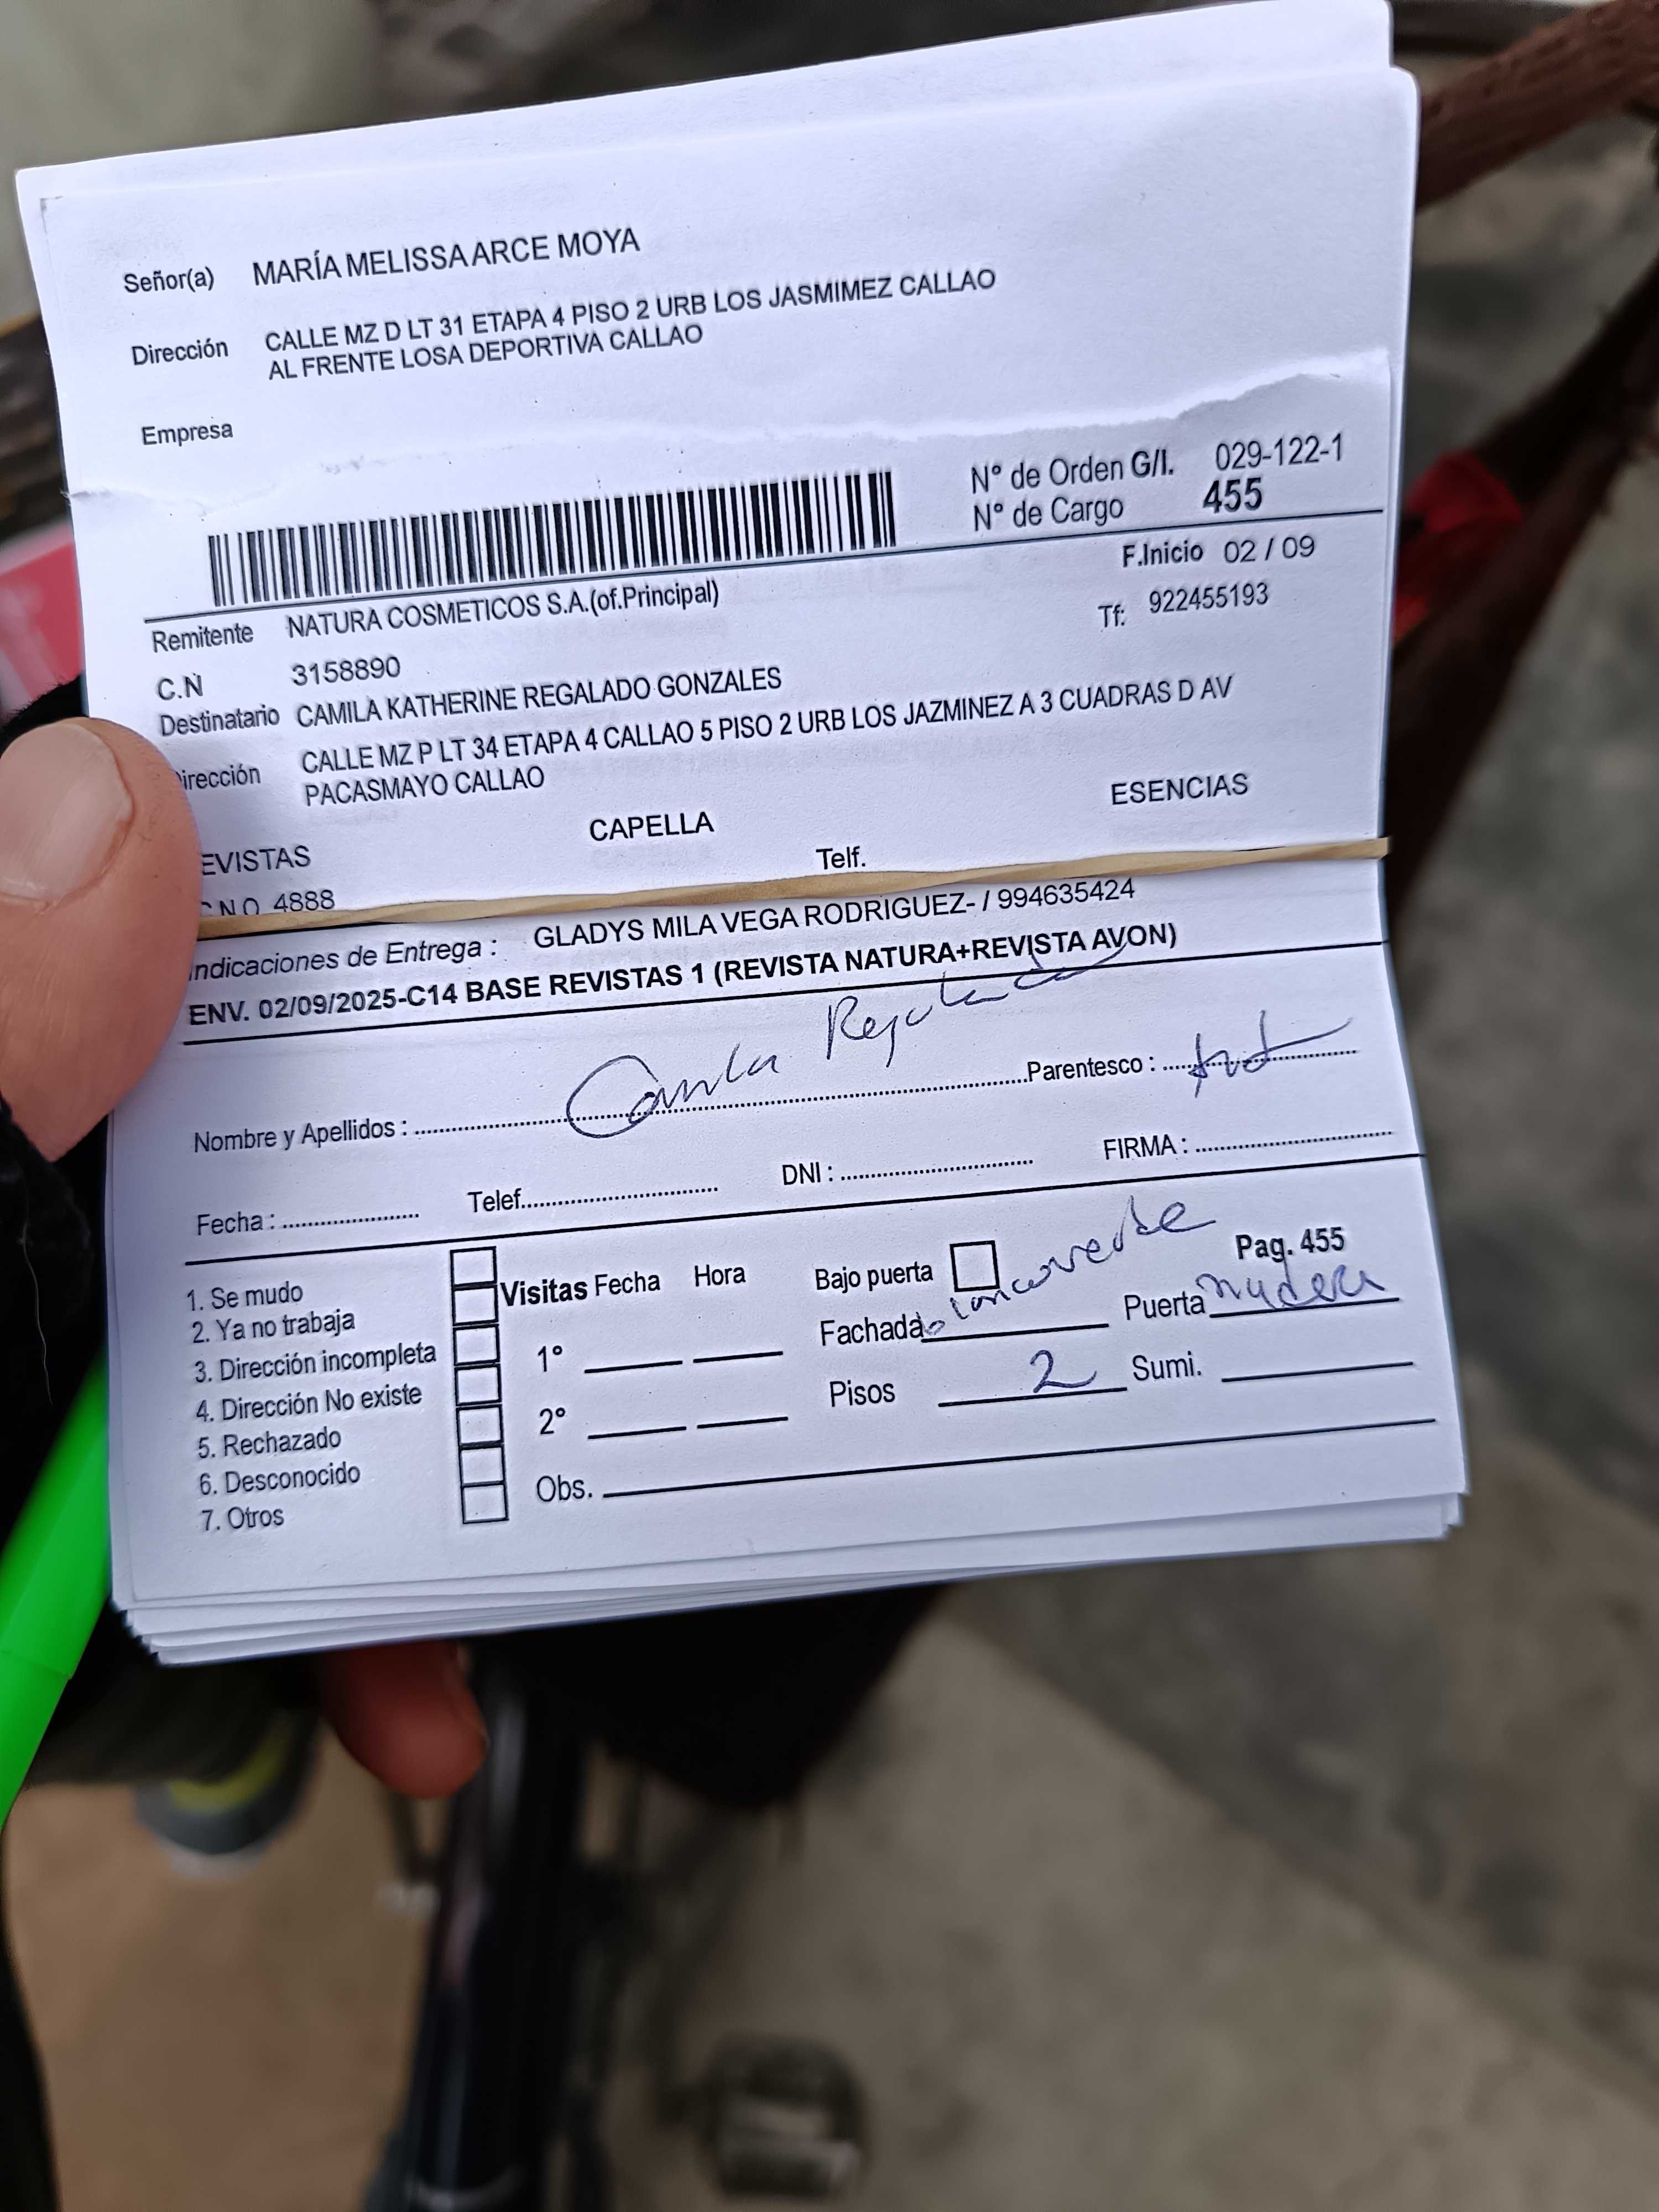 Señor(a) MARÍA MELISSA ARCE MOYA
Dirección CALLE MZ D LT 31 ETAPA 4 PISO 2 URB LOS JASMIMEZ CALLAO
AL FRENTE LOSA DEPORTIVA CALLAO
Empresa
N° de Orden G/I. 029-122-1
N° de Cargo 455
F.Inicio 02 / 09
Remitente NATURA COSMETICOS S.A.(of.Principal) Tf: 922455193
C.N 3158890
Destinatario CAMILA KATHERINE REGALADO GONZALES
irección CALLE MZ P LT 34 ETAPA 4 CALLAO 5 PISO 2 URB LOS JAZMINEZ A 3 CUADRAS D AV
PACASMAYO CALLAO
EVISTAS CAPELLA ESENCIAS
4888 Telf.
Indicaciones de Entrega : GLADYS MILA VEGA RODRIGUEZ- / 994635424
ENV. 02/09/2025-C14 BASE REVISTAS 1 (REVISTA NATURA+REVISTA AVON)
Nombre y Apellidos : Camila Regalado Parentesco :
Fecha : Telef. DNI : FIRMA :
Pag. 455
1. Se mudo
2. Ya no trabaja
3. Dirección incompleta
4. Dirección No existe
5. Rechazado
6. Desconocido
7. Otros
Visitas Fecha Hora
1°
2°
Obs.
Bajo puerta
Fachada verde Puerta madera
Pisos 2 Sumi.